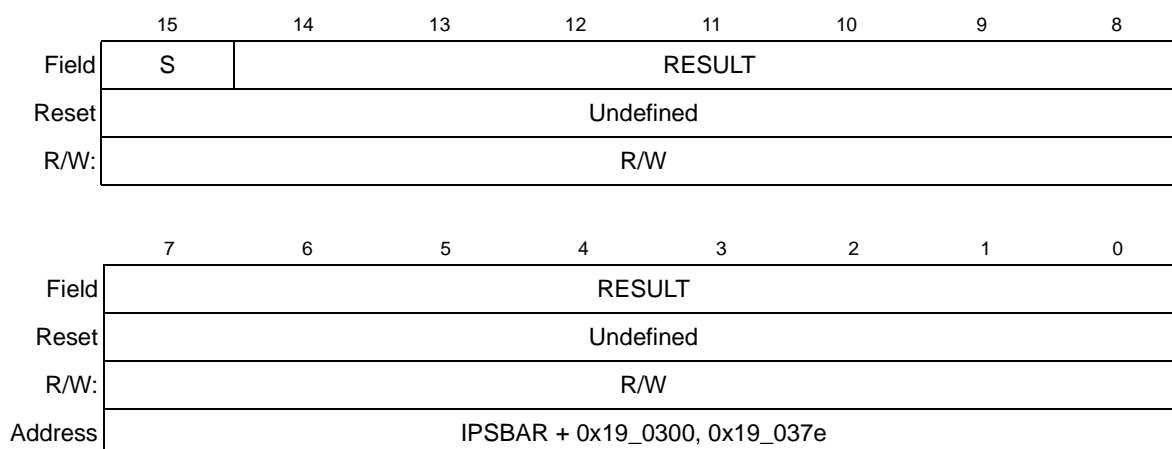 15 14 13 12 11 10 9 8
Field S RESULT
Reset Undefined
R/W: R/W
7 6 5 4 3 2 1 0
Field RESULT
Reset Undefined
R/W: R/W
Address IPSBAR + 0x19_0300, 0x19_037e